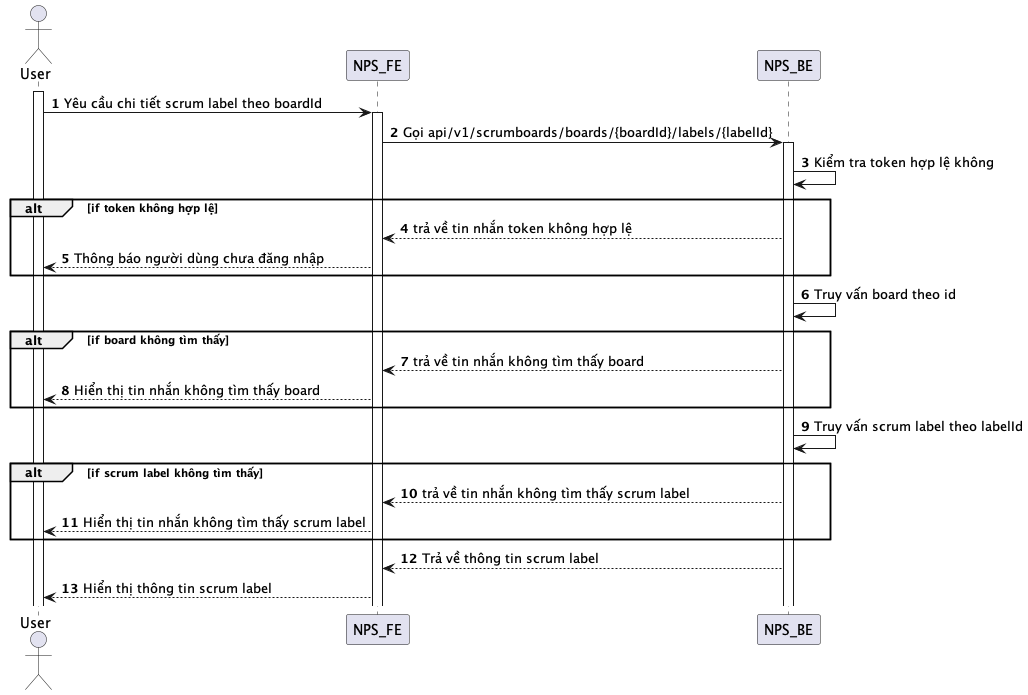 User
NPS_FE
NPS_BE
1 Yêu cầu chi tiết scrum label theo boardId
2 Gọi api/v1/scrumboards/boards/{boardId}/labels/{labelId}
3 Kiểm tra token hợp lệ không
alt [if token không hợp lệ]
4 trả về tin nhắn token không hợp lệ
5 Thông báo người dùng chưa đăng nhập
6 Truy vấn board theo id
alt [if board không tìm thấy]
7 trả về tin nhắn không tìm thấy board
8 Hiển thị tin nhắn không tìm thấy board
9 Truy vấn scrum label theo labelId
alt [if scrum label không tìm thấy]
10 trả về tin nhắn không tìm thấy scrum label
11 Hiển thị tin nhắn không tìm thấy scrum label
12 Trả về thông tin scrum label
13 Hiển thị thông tin scrum label
User
NPS_FE
NPS_BE